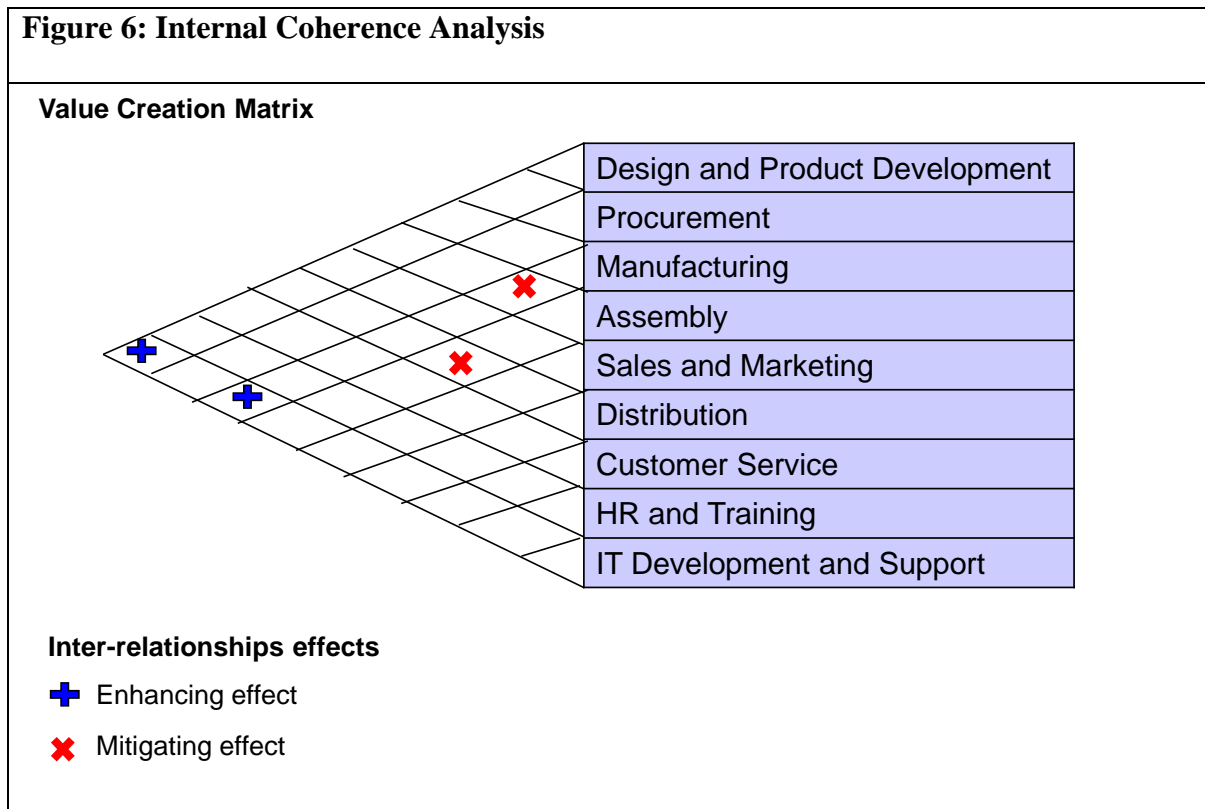 Figure 6: Internal Coherence Analysis
Value Creation Matrix
Design and Product Development
Procurement
Manufacturing
Assembly
Sales and Marketing
Distribution
Customer Service
HR and Training
IT Development and Support
Inter-relationships effects
Enhancing effect
Mitigating effect